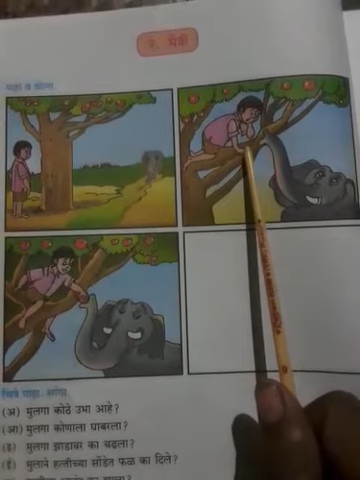 २. मैत्री
पाहा व सांगा
चित्रे पाहा. सांगा
(अ) मुलगा कोठे उभा आहे?
(आ) मुलगा कोणाला घाबरला?
(इ) मुलगा झाडावर का चढला?
(ई) मुलाने हत्तीच्या सोंडेत फळ का दिले?